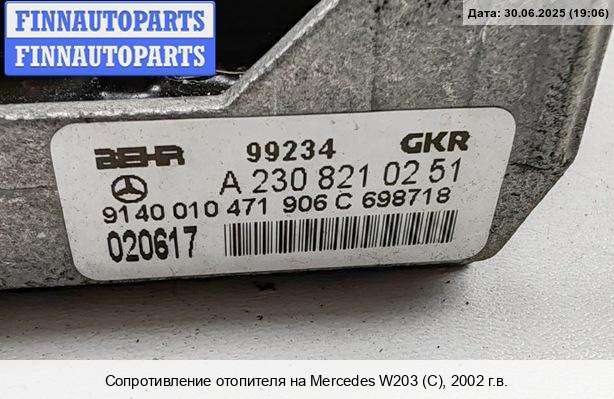 FINNAUTOPARTS
FINNAUTOPARTS
Дата: 30.06.2025 (19:06)
BEHR 99234 GKR
A 230 821 02 51
9140 010 471 906 C 698718
020617
Сопротивление отопителя на Mercedes W203 (C), 2002 г.в.